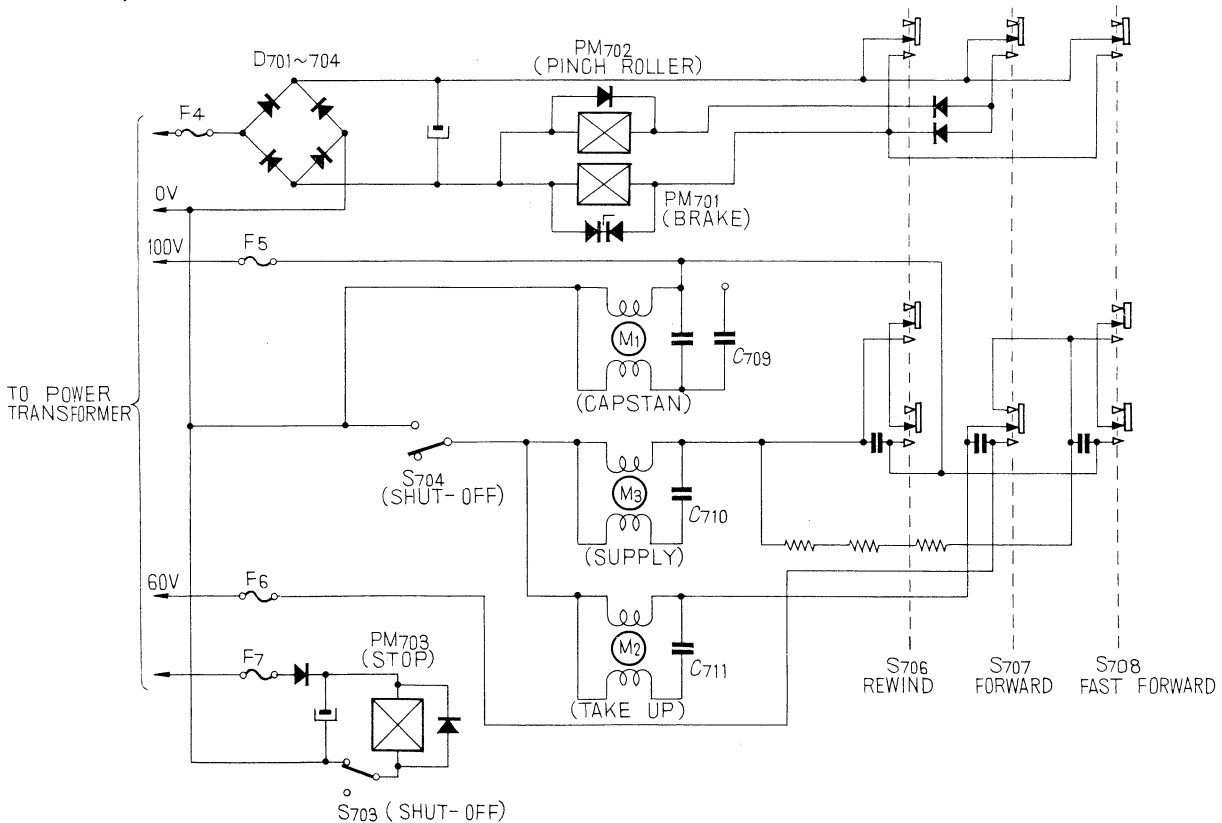 D701~704
PM702
(PINCH ROLLER)
F4
0V
PM701
(BRAKE)
100V
F5
M1
C709
(CAPSTAN)
TO POWER
TRANSFORMER
S704
(SHUT-OFF)
M3
C710
(SUPPLY)
60V
F6
PM703
(STOP)
F7
M2
C711
(TAKE UP)
S706
REWIND
S707
FORWARD
S708
FAST FORWARD
S703 (SHUT-OFF)